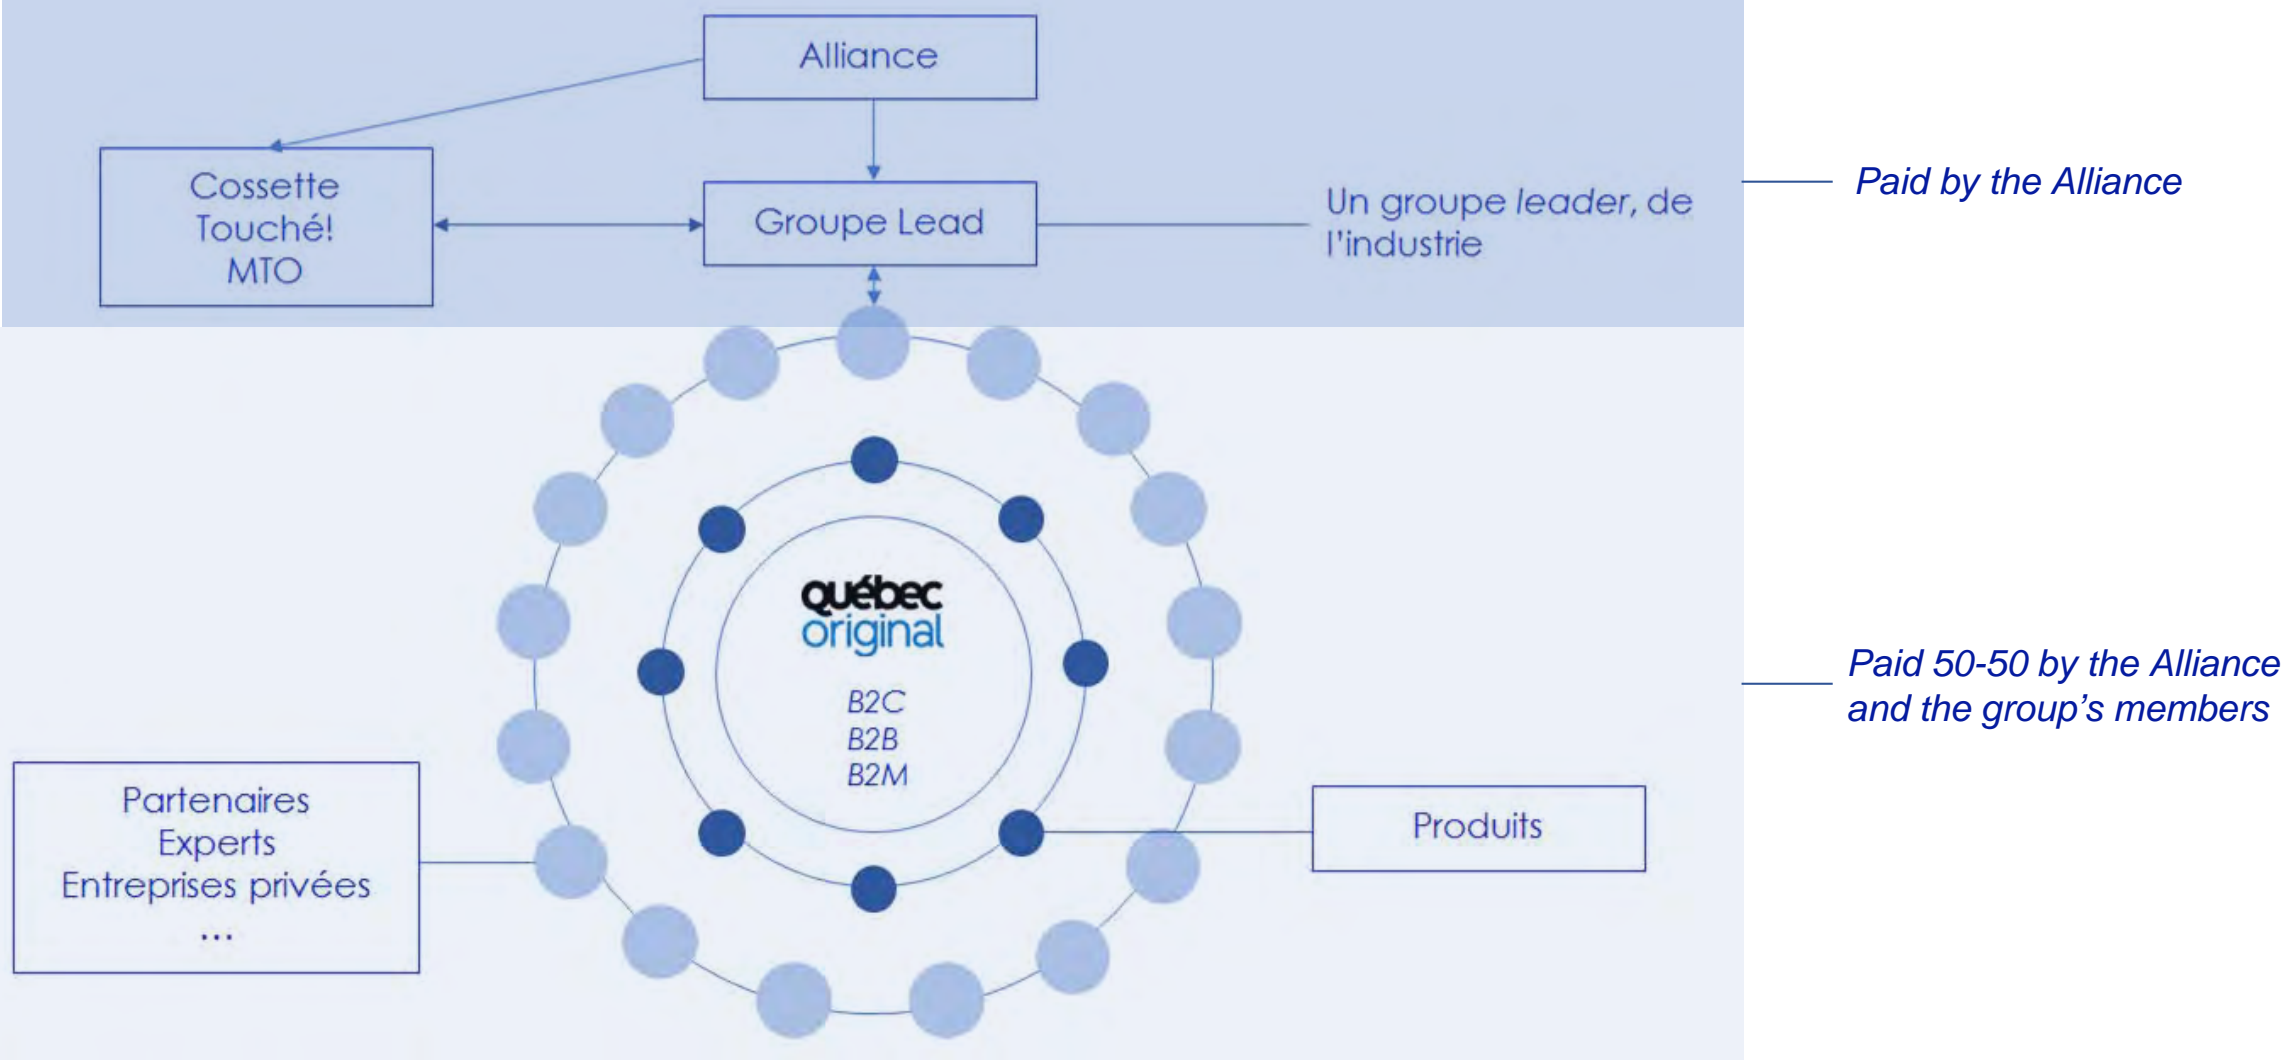 Alliance
Cossette
Touché!
MTO
Groupe Lead
Un groupe leader, de
l'industrie
Paid by the Alliance
québec
original
B2C
B2B
B2M
Paid 50-50 by the Alliance
and the group's members
Partenaires
Experts
Entreprises privées
...
Produits